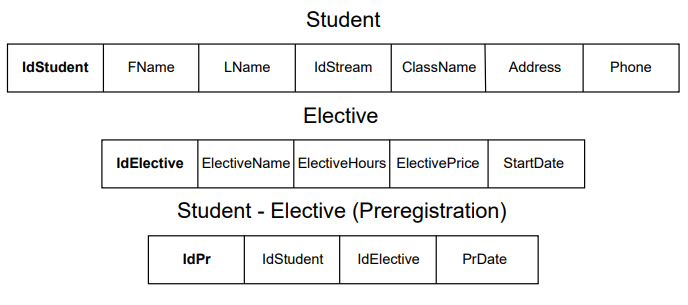 Student
IdStudent FName LName IdStream ClassName Address Phone
Elective
IdElective ElectiveName ElectiveHours ElectivePrice StartDate
Student - Elective (Preregistration)
IdPr IdStudent IdElective PrDate